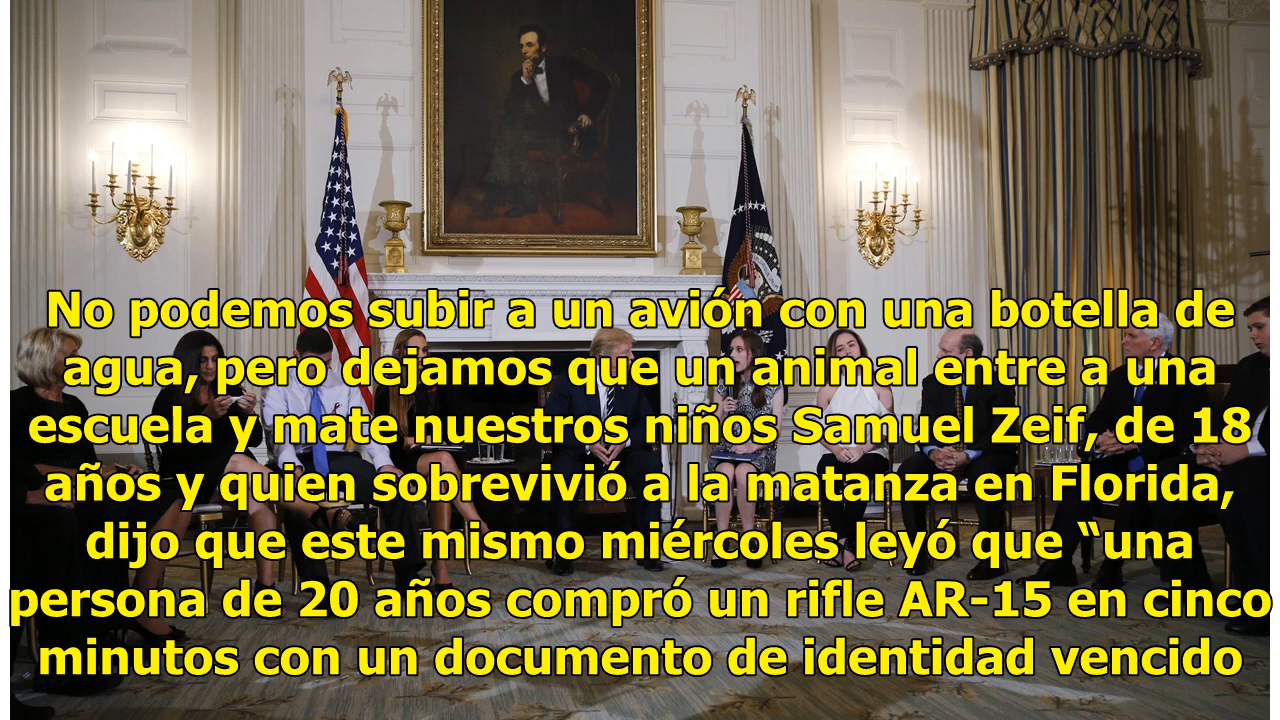 No podemos subir a un avión con una botella de
agua, pero dejamos que un animal entre a una
escuela y mate nuestros niños Samuel Zeif, de 18
años y quien sobrevivió a la matanza en Florida,
dijo que este mismo miércoles leyó que “una
persona de 20 años compró un rifle AR-15 en cinco
minutos con un documento de identidad vencido